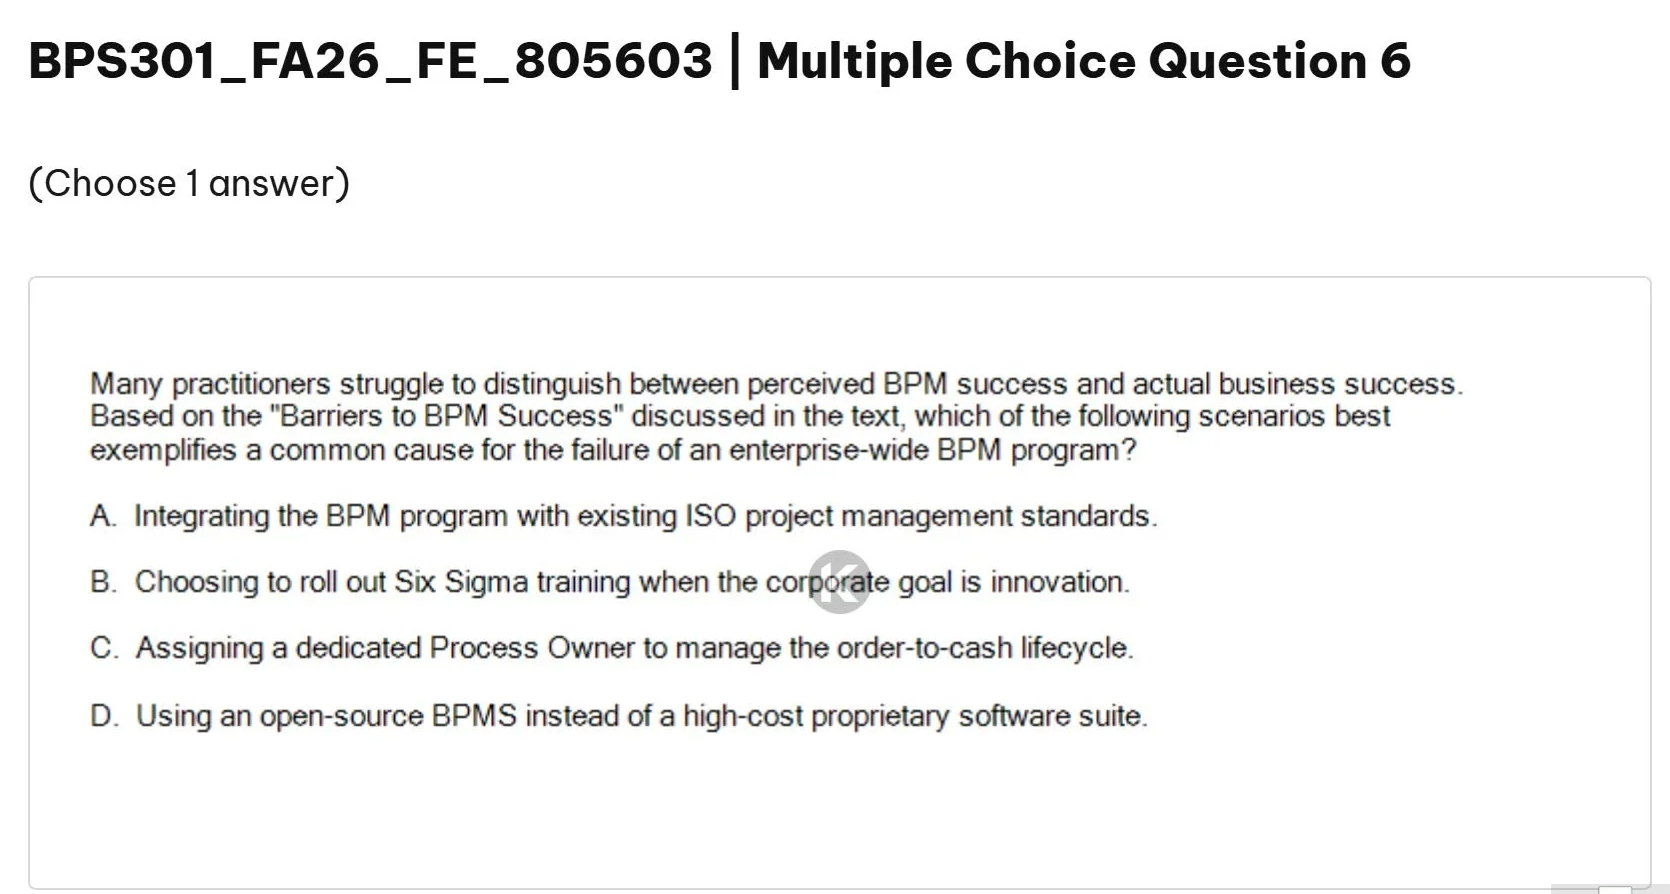 BPS301_FA26_FE_805603 | Multiple Choice Question 6
(Choose 1 answer)
Many practitioners struggle to distinguish between perceived BPM success and actual business success.
Based on the "Barriers to BPM Success" discussed in the text, which of the following scenarios best
exemplifies a common cause for the failure of an enterprise-wide BPM program?
A. Integrating the BPM program with existing ISO project management standards.
B. Choosing to roll out Six Sigma training when the corporate goal is innovation.
C. Assigning a dedicated Process Owner to manage the order-to-cash lifecycle.
D. Using an open-source BPMS instead of a high-cost proprietary software suite.